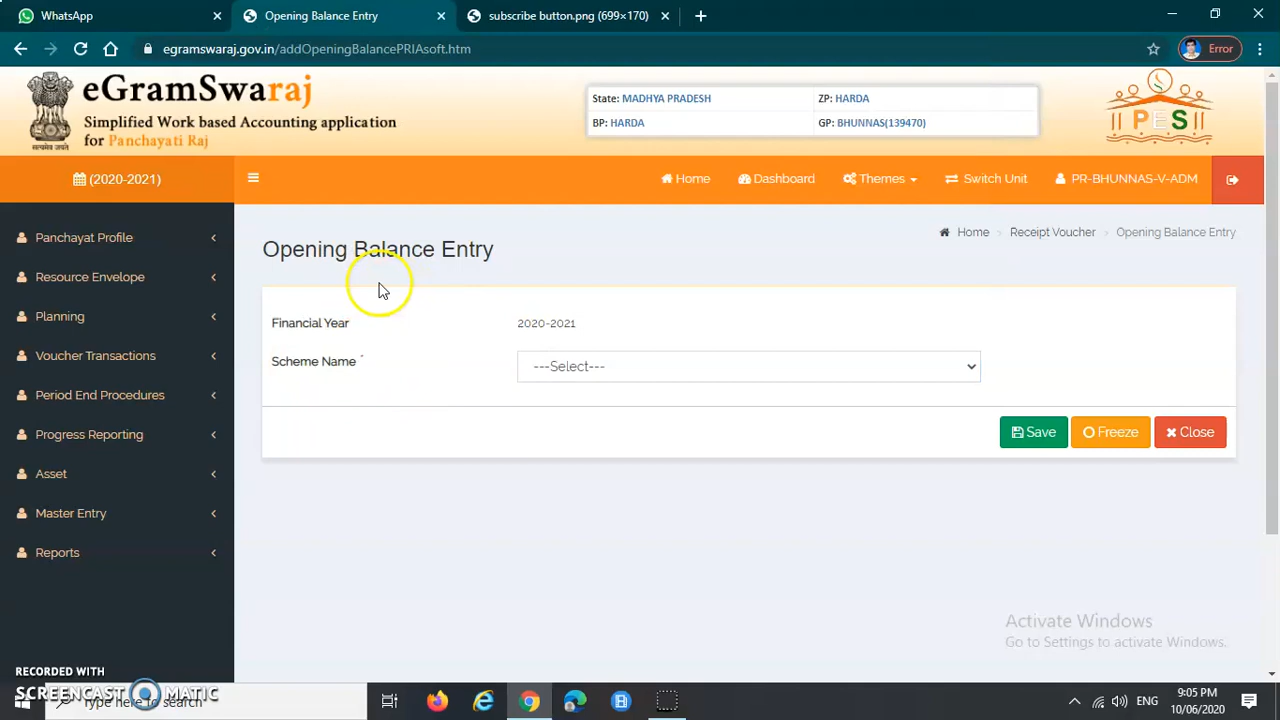 WhatsApp
Opening Balance Entry
subscribe button.png (699×170)
egramswaraj.gov.in/addOpeningBalancePRIAsoft.htm
Error
सत्यमेव जयते
eGramSwaraj
Simplified Work based Accounting application
for Panchayati Raj
State: MADHYA PRADESH ZP: HARDA
BP: HARDA GP: BHUNNAS(139470)
PES
(2020-2021)
Home Dashboard Themes Switch Unit PR-BHUNNAS-V-ADM
Panchayat Profile
Resource Envelope
Planning
Voucher Transactions
Period End Procedures
Progress Reporting
Asset
Master Entry
Reports
Home Receipt Voucher Opening Balance Entry
Opening Balance Entry
Financial Year 2020-2021
Scheme Name * ---Select---
Save Freeze Close
Activate Windows
Go to Settings to activate Windows.
RECORDED WITH
SCREENCAST MATIC
Type here to search
ENG
9:05 PM
10/06/2020